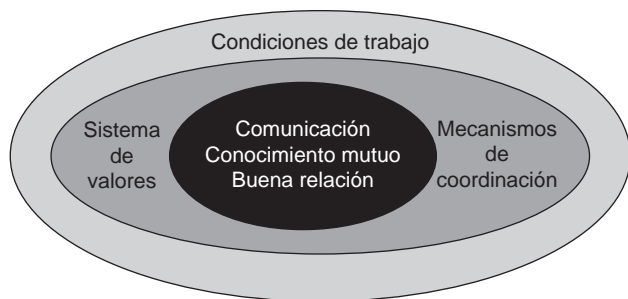 Condiciones de trabajo
Sistema
de
valores
Comunicación
Conocimiento mutuo
Buena relación
Mecanismos
de
coordinación